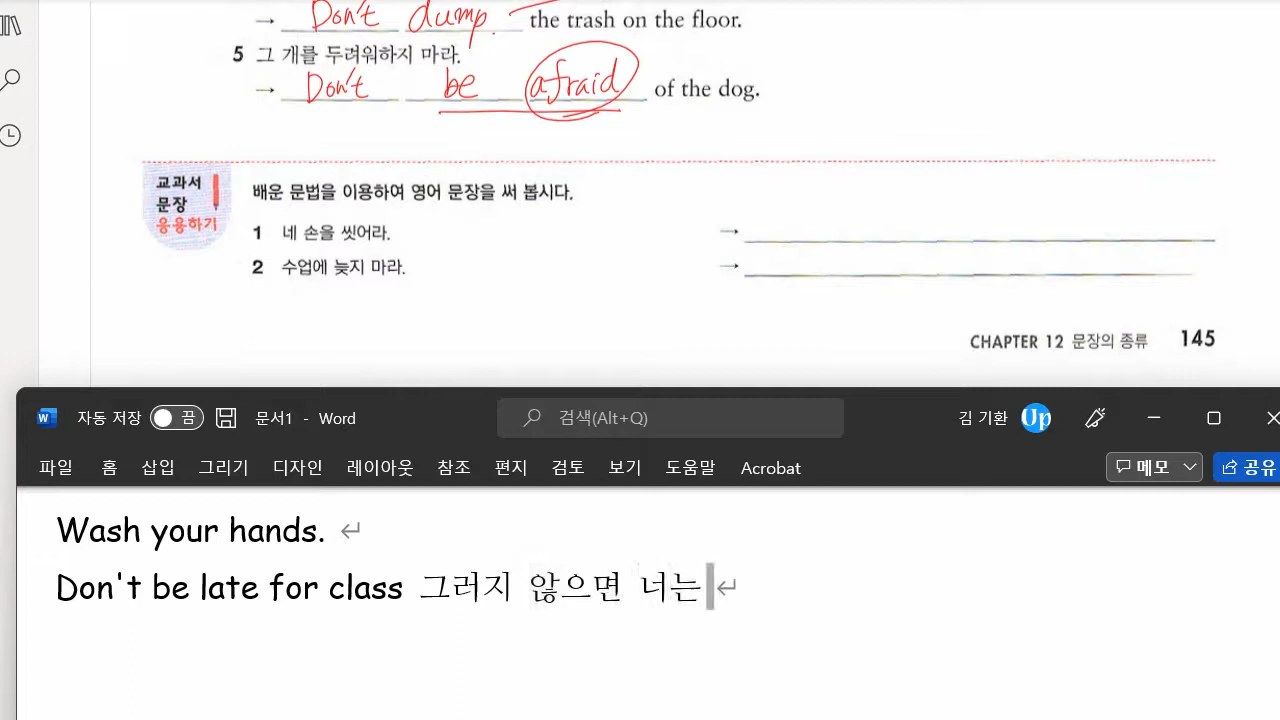 → Don't dump the trash on the floor.
5 그 개를 두려워하지 마라.
→ Don't be afraid of the dog.
교과서
문장
응용하기
배운 문법을 이용하여 영어 문장을 써 봅시다.
1 네 손을 씻어라. →
2 수업에 늦지 마라. →
CHAPTER 12 문장의 종류 145
자동 저장 끔 문서1 - Word 검색(Alt+Q) 김 기환 Up
파일 홈 삽입 그리기 디자인 레이아웃 참조 편지 검토 보기 도움말 Acrobat 메모 공유
Wash your hands.
Don't be late for class 그러지 않으면 너는